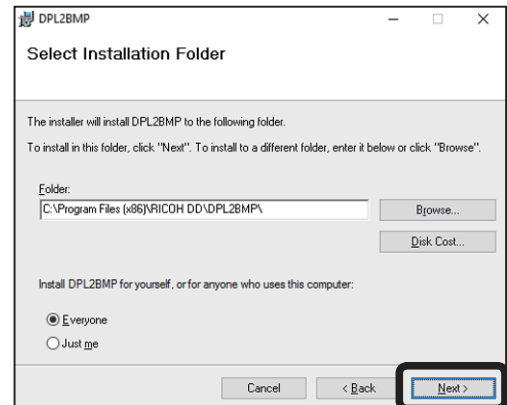 DPL2BMP
Select Installation Folder
The installer will install DPL2BMP to the following folder.
To install in this folder, click "Next". To install to a different folder, enter it below or click "Browse".
Folder:
C:\Program Files (x86)\RICOH DD\DPL2BMP\
Browse...
Disk Cost...
Install DPL2BMP for yourself, or for anyone who uses this computer:
Everyone
Just me
Cancel < Back Next >